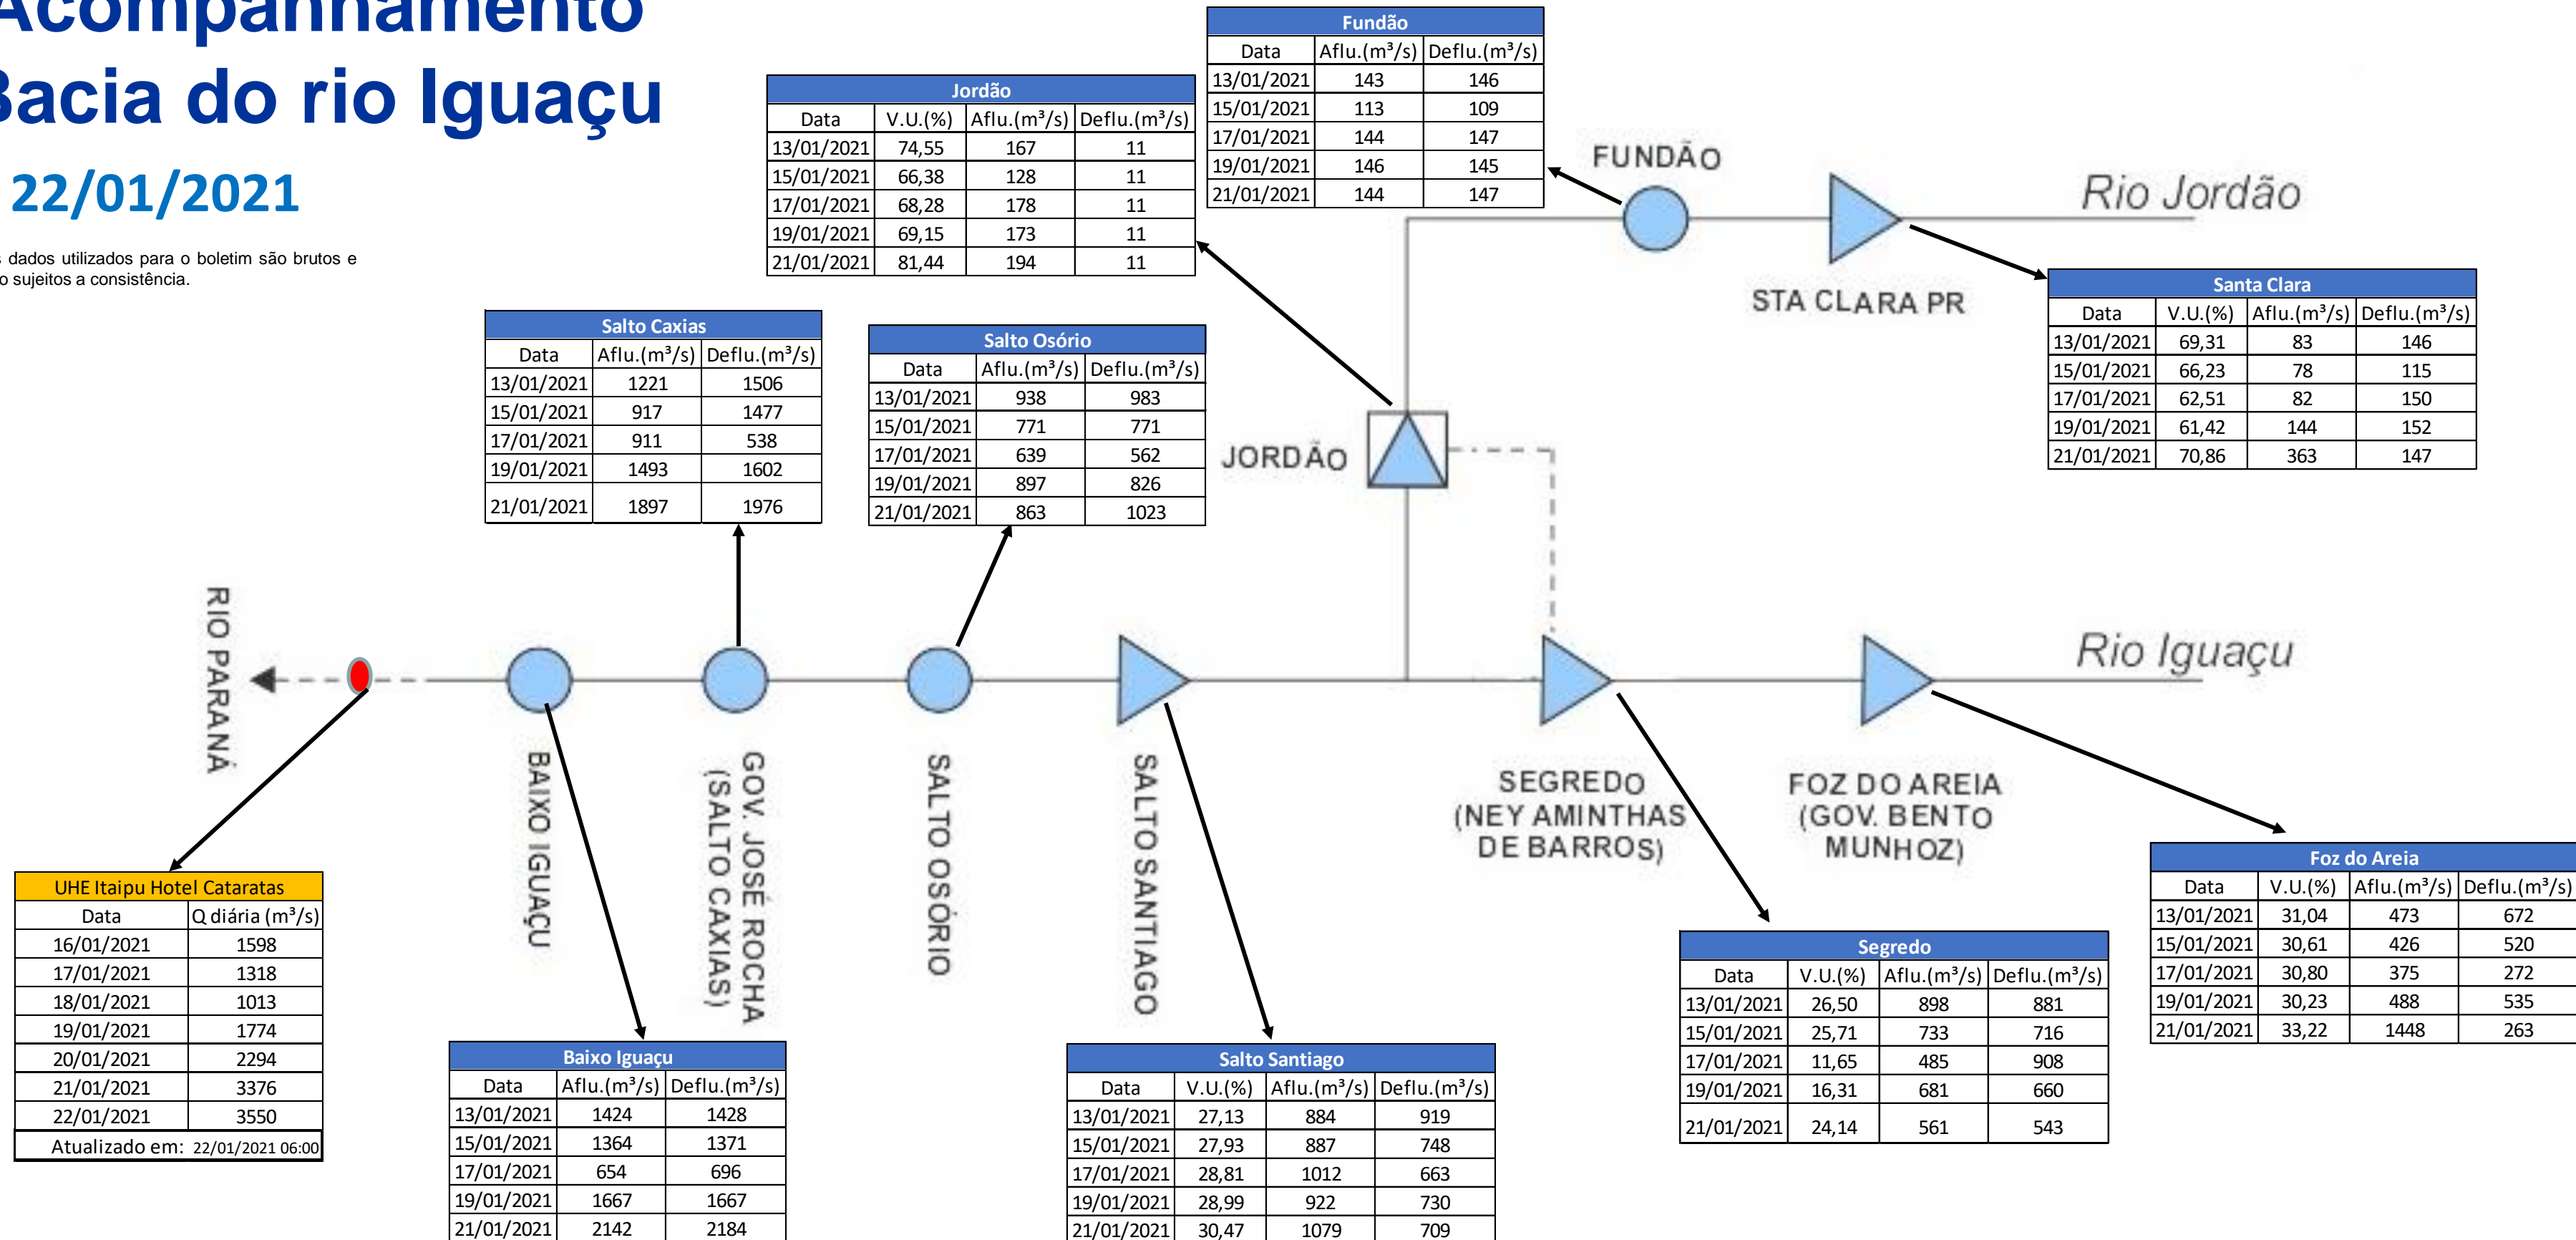 Acompanhamento
Bacia do rio Iguaçu
22/01/2021
dados utilizados para o boletim são brutos e
sujeitos a consistência.
Fundão
Data Aflu.(m³/s) Deflu.(m³/s)
13/01/2021 143 146
15/01/2021 113 109
17/01/2021 144 147
19/01/2021 146 145
21/01/2021 144 147
Jordão
Data V.U.(%) Aflu.(m³/s) Deflu.(m³/s)
13/01/2021 74,55 167 11
15/01/2021 66,38 128 11
17/01/2021 68,28 178 11
19/01/2021 69,15 173 11
21/01/2021 81,44 194 11
FUNDÃO
Rio Jordão
STA CLARA PR
Santa Clara
Data V.U.(%) Aflu.(m³/s) Deflu.(m³/s)
13/01/2021 69,31 83 146
15/01/2021 66,23 78 115
17/01/2021 62,51 82 150
19/01/2021 61,42 144 152
21/01/2021 70,86 363 147
Salto Caxias
Data Aflu.(m³/s) Deflu.(m³/s)
13/01/2021 1221 1506
15/01/2021 917 1477
17/01/2021 911 538
19/01/2021 1493 1602
21/01/2021 1897 1976
Salto Osório
Data Aflu.(m³/s) Deflu.(m³/s)
13/01/2021 938 983
15/01/2021 771 771
17/01/2021 639 562
19/01/2021 897 826
21/01/2021 863 1023
JORDÃO
RIO PARANÁ
Rio Iguaçu
BAIXO IGUAÇU
GOV. JOSÉ ROCHA
(SALTO CAXIAS)
SALTO OSÓRIO
SALTO SANTIAGO
SEGREDO
(NEY AMINTHAS
DE BARROS)
FOZ DO AREIA
(GOV. BENTO
MUNHOZ)
UHE Itaipu Hotel Cataratas
Data Q diária (m³/s)
16/01/2021 1598
17/01/2021 1318
18/01/2021 1013
19/01/2021 1774
20/01/2021 2294
21/01/2021 3376
22/01/2021 3550
Atualizado em: 22/01/2021 06:00
Baixo Iguaçu
Data Aflu.(m³/s) Deflu.(m³/s)
13/01/2021 1424 1428
15/01/2021 1364 1371
17/01/2021 654 696
19/01/2021 1667 1667
21/01/2021 2142 2184
Salto Santiago
Data V.U.(%) Aflu.(m³/s) Deflu.(m³/s)
13/01/2021 27,13 884 919
15/01/2021 27,93 887 748
17/01/2021 28,81 1012 663
19/01/2021 28,99 922 730
21/01/2021 30,47 1079 709
Segredo
Data V.U.(%) Aflu.(m³/s) Deflu.(m³/s)
13/01/2021 26,50 898 881
15/01/2021 25,71 733 716
17/01/2021 11,65 485 908
19/01/2021 16,31 681 660
21/01/2021 24,14 561 543
Foz do Areia
Data V.U.(%) Aflu.(m³/s) Deflu.(m³/s)
13/01/2021 31,04 473 672
15/01/2021 30,61 426 520
17/01/2021 30,80 375 272
19/01/2021 30,23 488 535
21/01/2021 33,22 1448 263